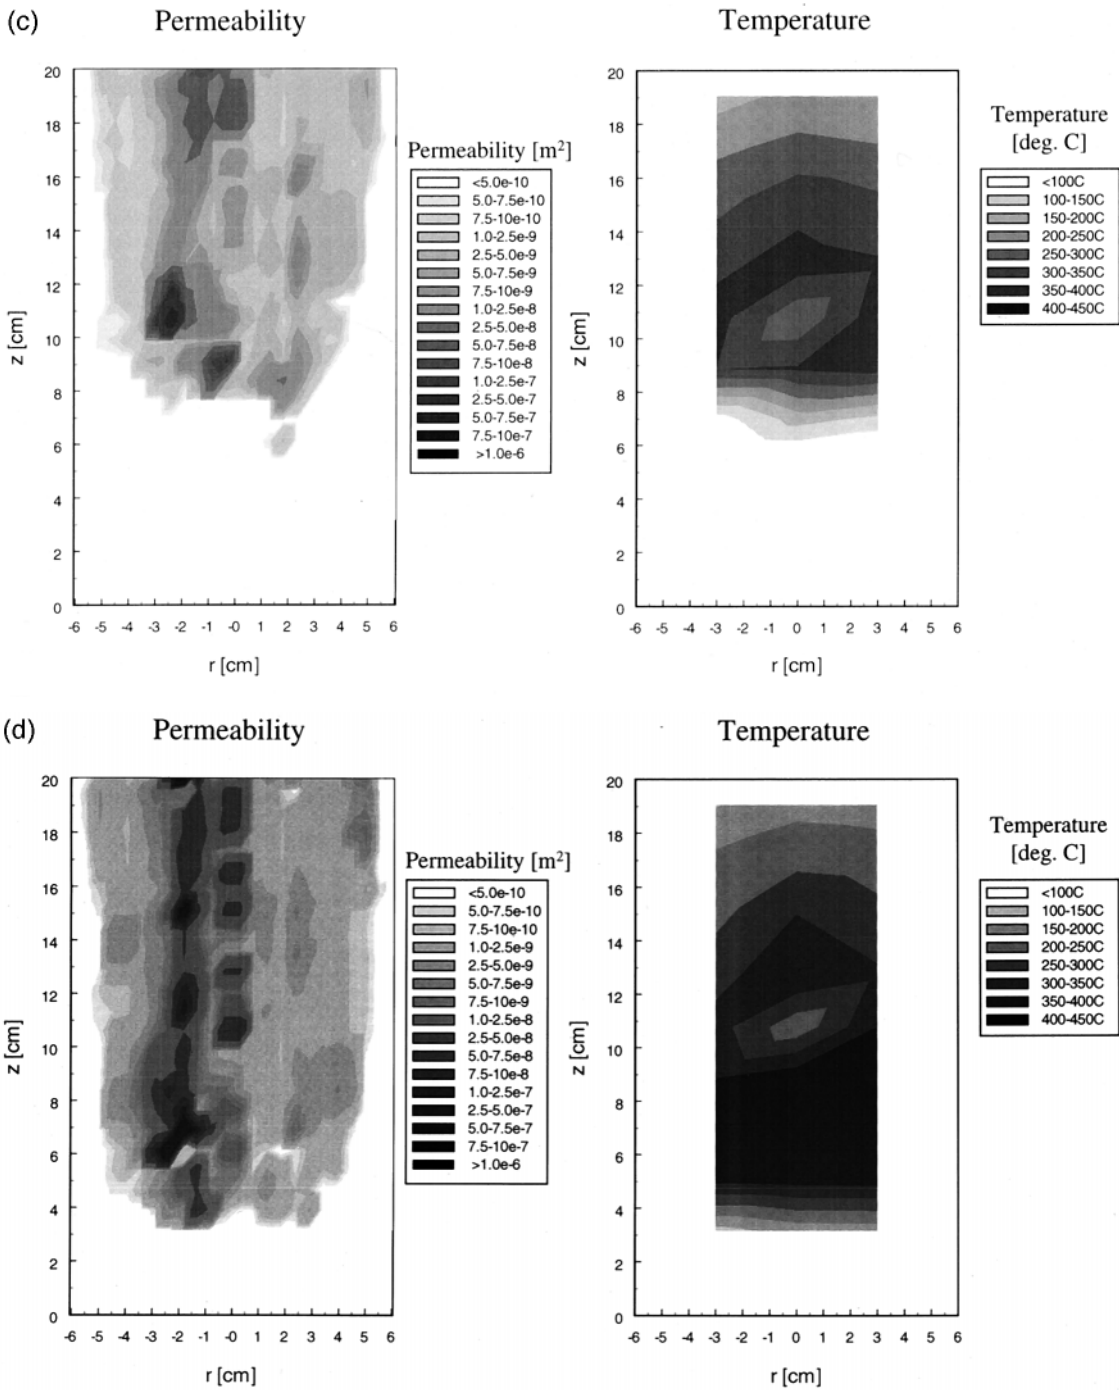 (c)
Permeability
Temperature
20
18
16
14
12
10
8
6
4
2
0
z [cm]
-6 -5 -4 -3 -2 -1 -0 1 2 3 4 5 6
r [cm]
Permeability [m²]
<5.0e-10
5.0-7.5e-10
7.5-10e-10
1.0-2.5e-9
2.5-5.0e-9
5.0-7.5e-9
7.5-10e-9
1.0-2.5e-8
2.5-5.0e-8
5.0-7.5e-8
7.5-10e-8
1.0-2.5e-7
2.5-5.0e-7
5.0-7.5e-7
7.5-10e-7
>1.0e-6
20
18
16
14
12
10
8
6
4
2
0
z [cm]
-6 -5 -4 -3 -2 -1 0 1 2 3 4 5 6
r [cm]
Temperature
[deg. C]
<100C
100-150C
150-200C
200-250C
250-300C
300-350C
350-400C
400-450C
(d)
Permeability
Temperature
20
18
16
14
12
10
8
6
4
2
0
z [cm]
-6 -5 -4 -3 -2 -1 -0 1 2 3 4 5 6
r [cm]
Permeability [m²]
<5.0e-10
5.0-7.5e-10
7.5-10e-10
1.0-2.5e-9
2.5-5.0e-9
5.0-7.5e-9
7.5-10e-9
1.0-2.5e-8
2.5-5.0e-8
5.0-7.5e-8
7.5-10e-8
1.0-2.5e-7
2.5-5.0e-7
5.0-7.5e-7
7.5-10e-7
>1.0e-6
20
18
16
14
12
10
8
6
4
2
0
z [cm]
-6 -5 -4 -3 -2 -1 0 1 2 3 4 5 6
r [cm]
Temperature
[deg. C]
<100C
100-150C
150-200C
200-250C
250-300C
300-350C
350-400C
400-450C